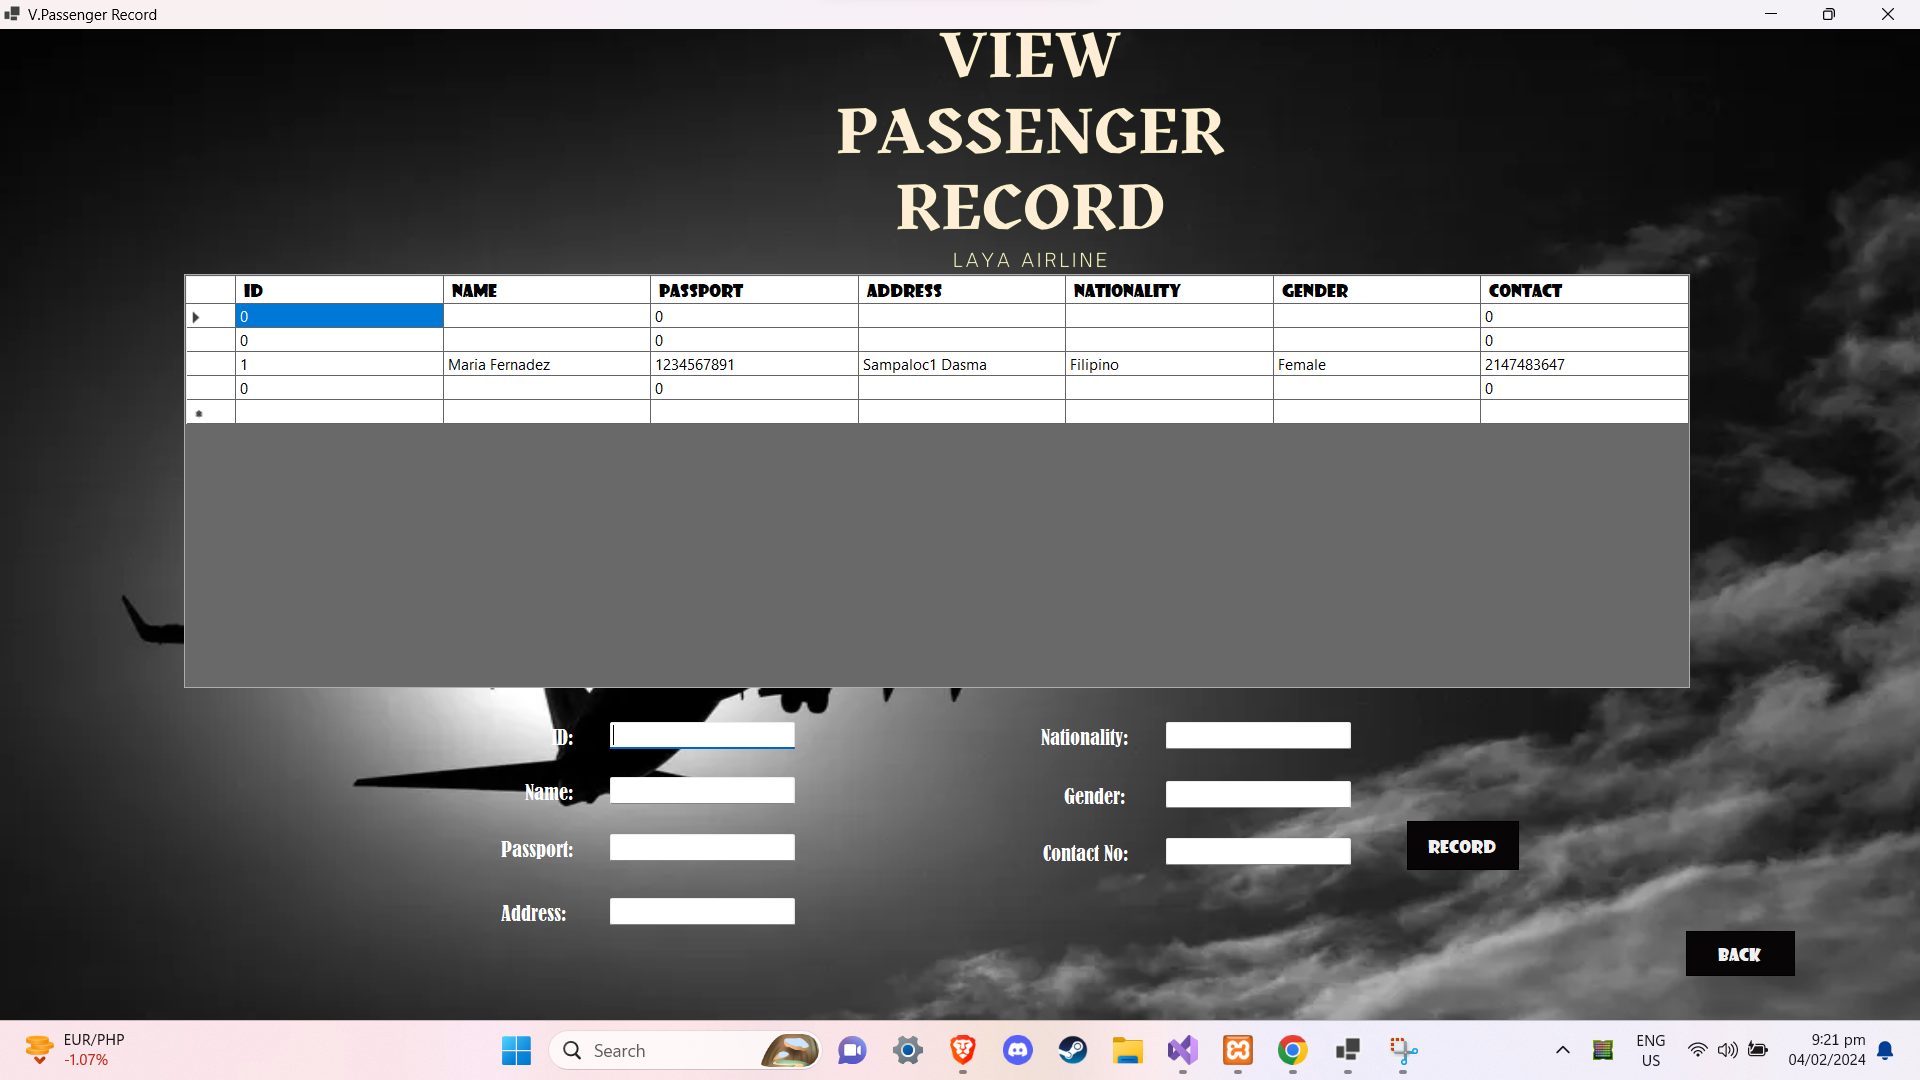 V.Passenger Record
VIEW
PASSENGER
RECORD
LAYA AIRLINE
ID NAME PASSPORT ADDRESS NATIONALITY GENDER CONTACT
0 0 0
0 0 0
1 Maria Fernadez 1234567891 Sampaloc1 Dasma Filipino Female 2147483647
0 0 0
ID:
Nationality:
Name:
Gender:
Passport:
Contact No:
RECORD
Address:
BACK
EUR/PHP
-1.07%
Search
ENG
US
9:21 pm
04/02/2024